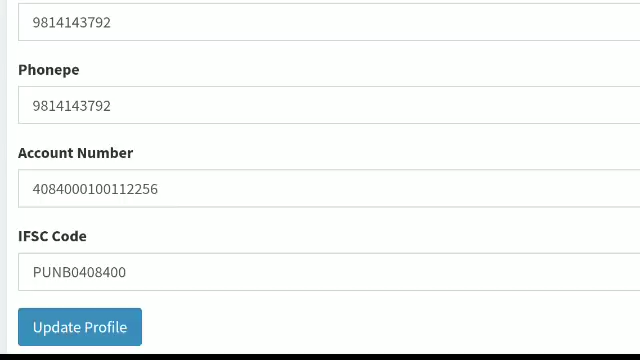 9814143792
Phonepe
9814143792
Account Number
4084000100112256
IFSC Code
PUNB0408400
Update Profile